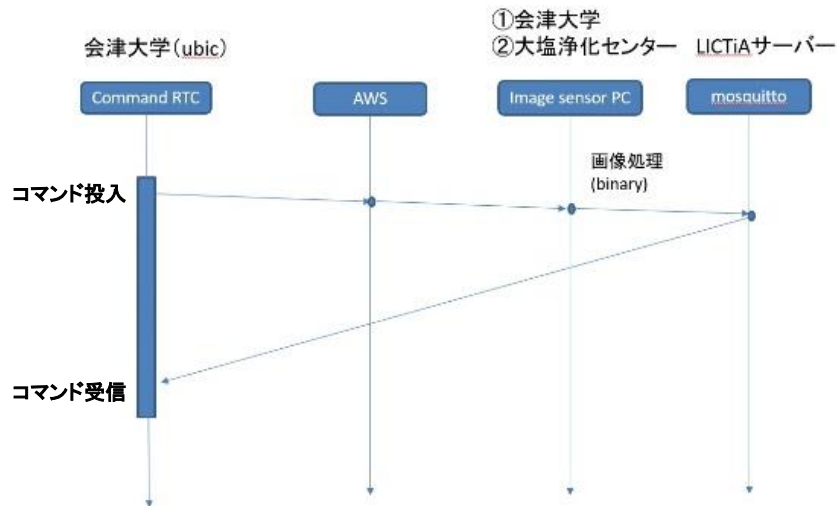 ①会津大学
会津大学(ubic)
②大塩浄化センター
LICTiAサーバー
Command RTC
AWS
Image sensor PC
mosquitto
画像処理
(binary)
コマンド投入
コマンド受信